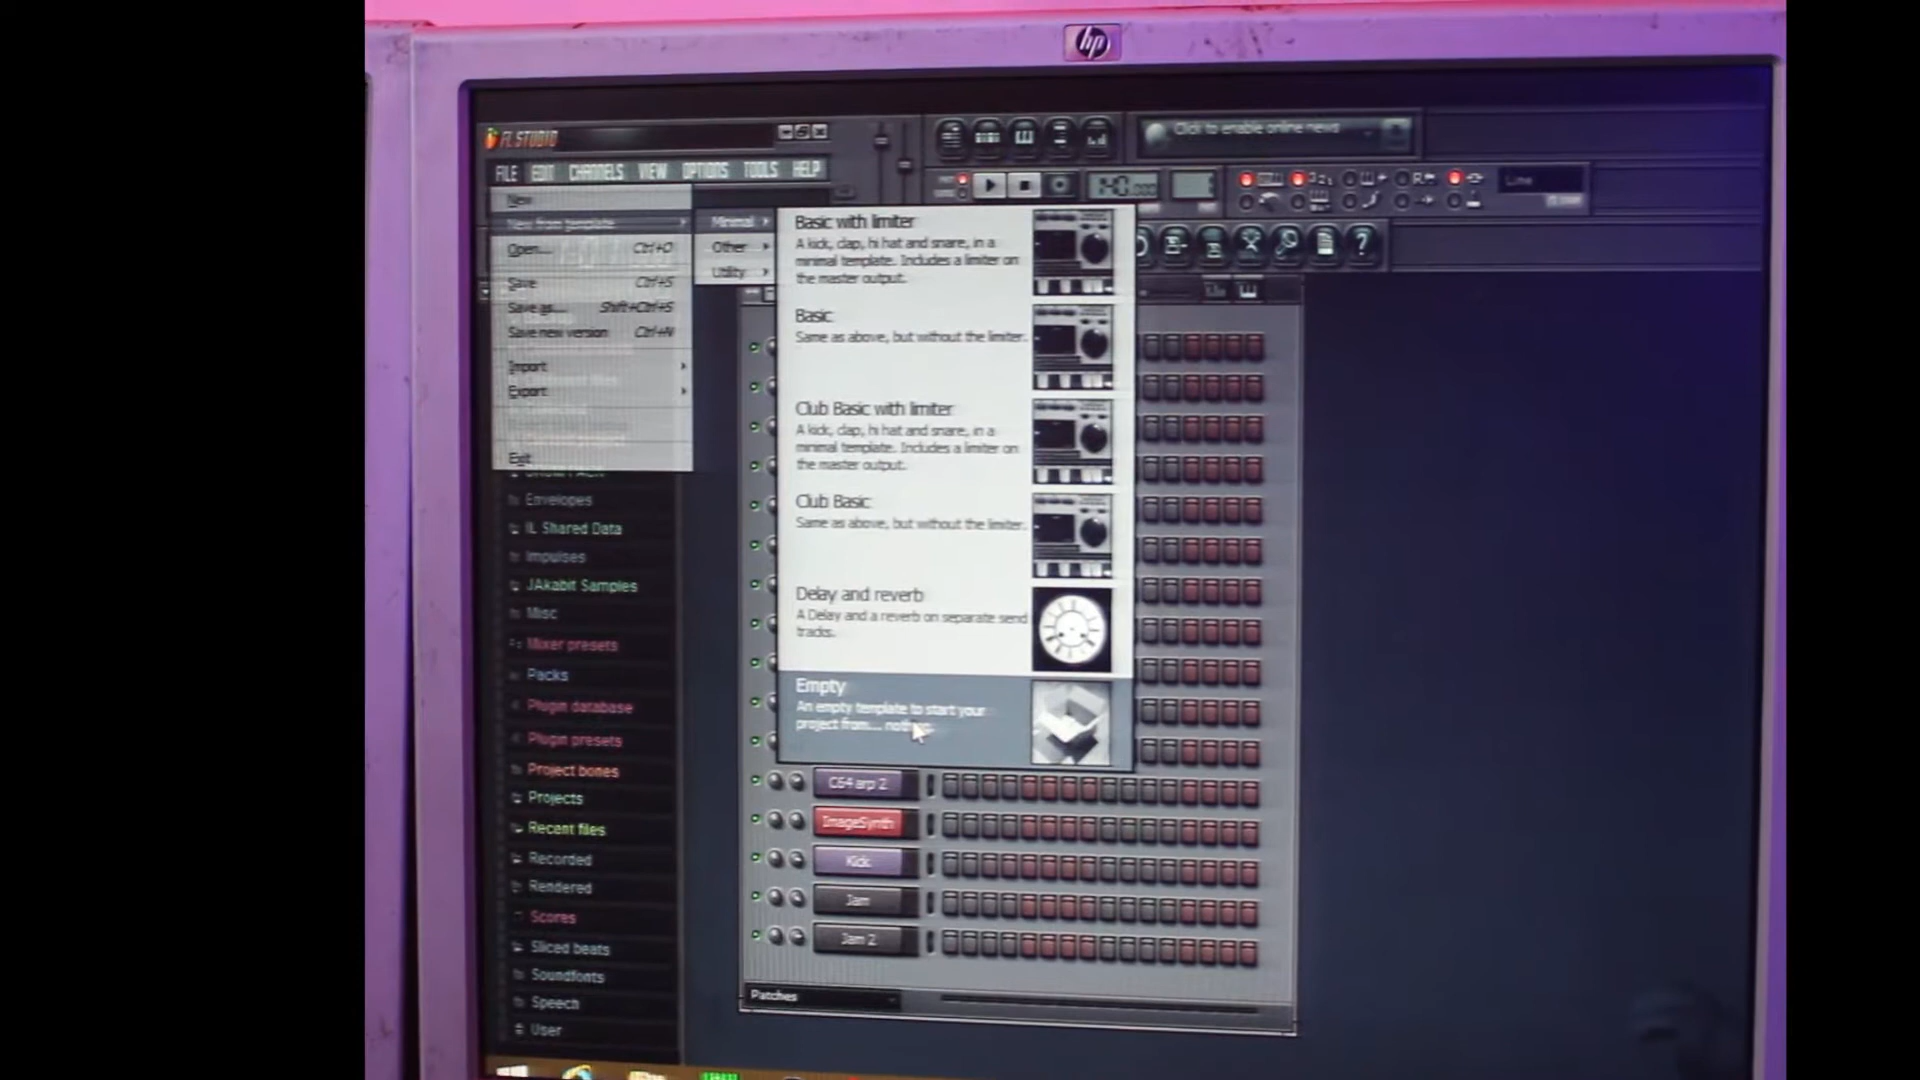 hp
FL STUDIO
FILE EDIT CHANNELS VIEW OPTIONS TOOLS HELP
Click to enable online news
Line
New
New from template
Open... Ctrl+O
Save Ctrl+S
Save as... Shift+Ctrl+S
Save new version Ctrl+N
Import
Export
Exit
Minimal
Other
Utility
Basic with limiter
A kick, clap, hi hat and snare, in a
minimal template. Includes a limiter on
the master output.
Basic
Same as above, but without the limiter.
Club Basic with limiter
A kick, clap, hi hat and snare, in a
minimal template. Includes a limiter on
the master output.
Club Basic
Same as above, but without the limiter.
Delay and reverb
A Delay and a reverb on separate send
tracks.
Empty
An empty template to start your
project from...
Envelopes
IL Shared Data
Impulses
JAkabit Samples
Misc
Mixer presets
Packs
Plugin database
Plugin presets
Project bones
Projects
Recent files
Recorded
Rendered
Scores
Sliced beats
Soundfonts
Speech
User
C64 arp 2
ImageSynth
Kick
Jam
Jam 2
Patches